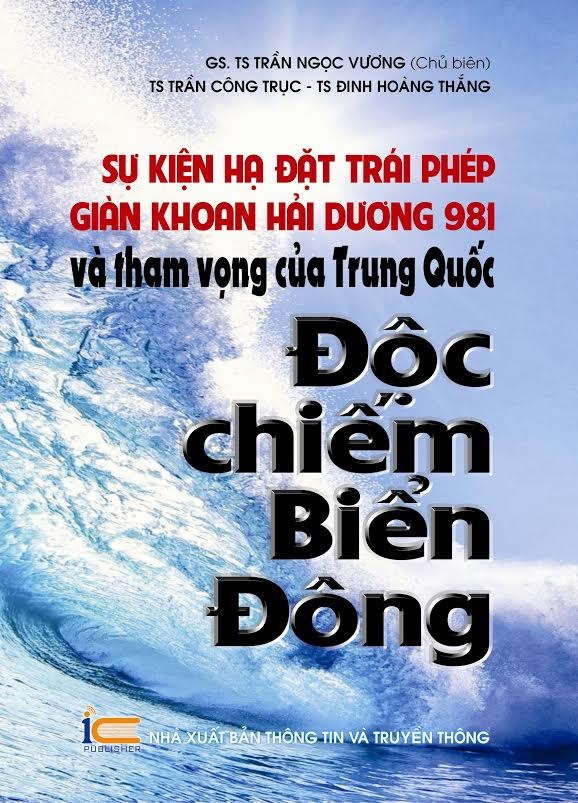 GS. TS TRẦN NGỌC VƯƠNG (Chủ biên)
TS TRẦN CÔNG TRỤC - TS ĐINH HOÀNG THẮNG
SỰ KIỆN HẠ ĐẶT TRÁI PHÉP
GIÀN KHOAN HẢI DƯƠNG 981
và tham vọng của Trung Quốc
Độc
chiếm
Biển
Đông
ic
PUBLISHER
NHÀ XUẤT BẢN THÔNG TIN VÀ TRUYỀN THÔNG